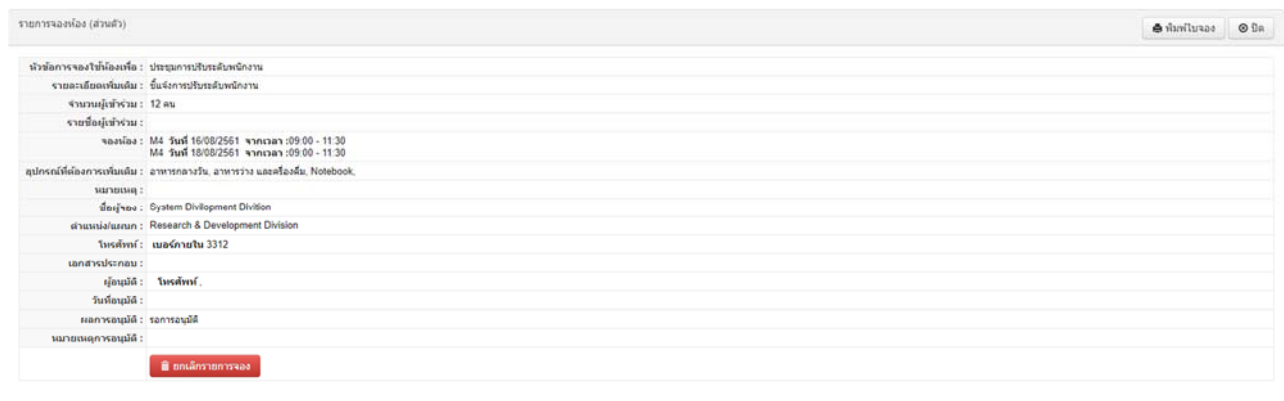 รายการจองห้อง (ส่วนตัว)
พิมพ์ใบจอง ปิด
หัวข้อการจองใช้ห้องเพื่อ : ประชุมการปรับระดับพนักงาน
รายละเอียดเพิ่มเติม : ชี้แจ้งการปรับระดับพนักงาน
จำนวนผู้เข้าร่วม : 12 คน
รายชื่อผู้เข้าร่วม :
จองห้อง : M4 วันที่ 16/08/2561 จากเวลา :09:00 - 11:30
M4 วันที่ 18/08/2561 จากเวลา :09:00 - 11:30
อุปกรณ์ที่ต้องการเพิ่มเติม : อาหารกลางวัน, อาหารว่าง และครื่องดื่ม, Notebook,
หมายเหตุ :
ชื่อผู้จอง : System Divilopment Divition
ตำแหน่ง/แผนก : Research & Development Division
โทรศัพท์ : เบอร์ภายใน 3312
เอกสารประกอบ :
ผู้อนุมัติ : โทรศัพท์ ,
วันที่อนุมัติ :
ผลการอนุมัติ : รอการอนุมัติ
หมายเหตุการอนุมัติ :
ยกเลิกรายการจอง